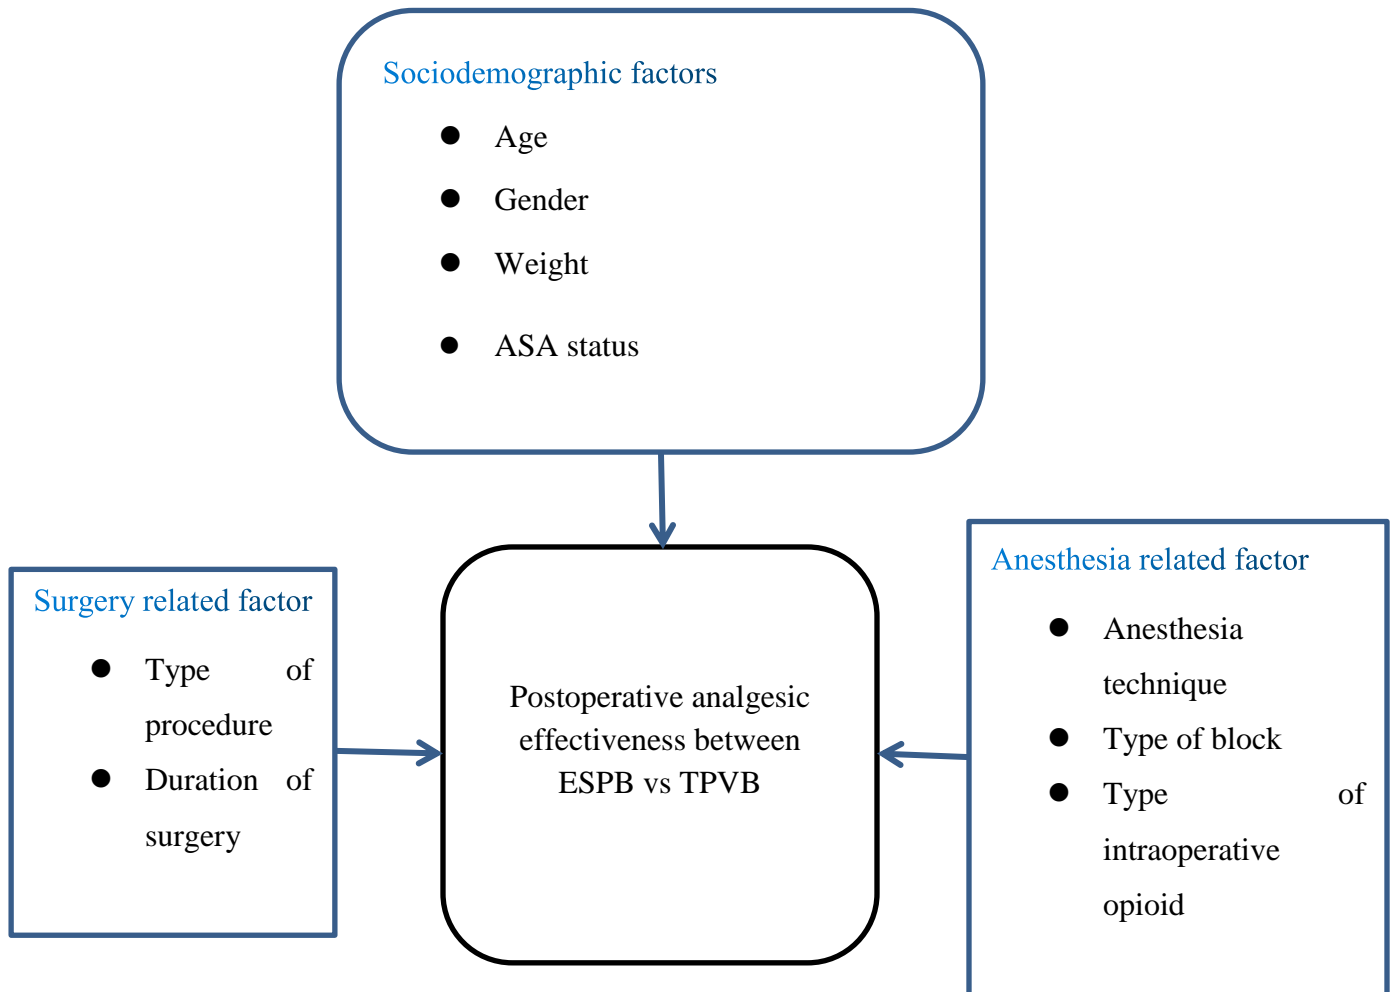 Sociodemographic factors
● Age
● Gender
● Weight
● ASA status
Surgery related factor
● Type of
procedure
● Duration of
surgery
Postoperative analgesic
effectiveness between
ESPB vs TPVB
Anesthesia related factor
● Anesthesia
technique
● Type of block
● Type of
intraoperative
opioid